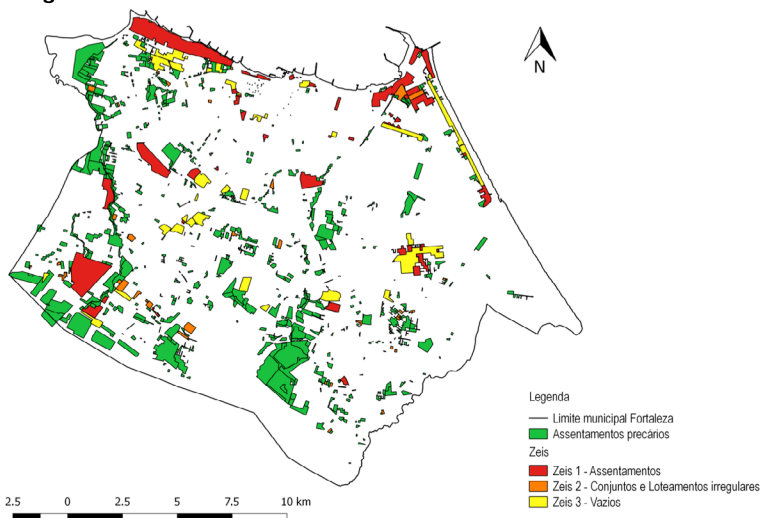 N
Legenda
Limite municipal Fortaleza
Assentamentos precários
Zeis
Zeis 1 - Assentamentos
Zeis 2 - Conjuntos e Loteamentos irregulares
Zeis 3 - Vazios
2.5 0 2.5 5 7.5 10 km